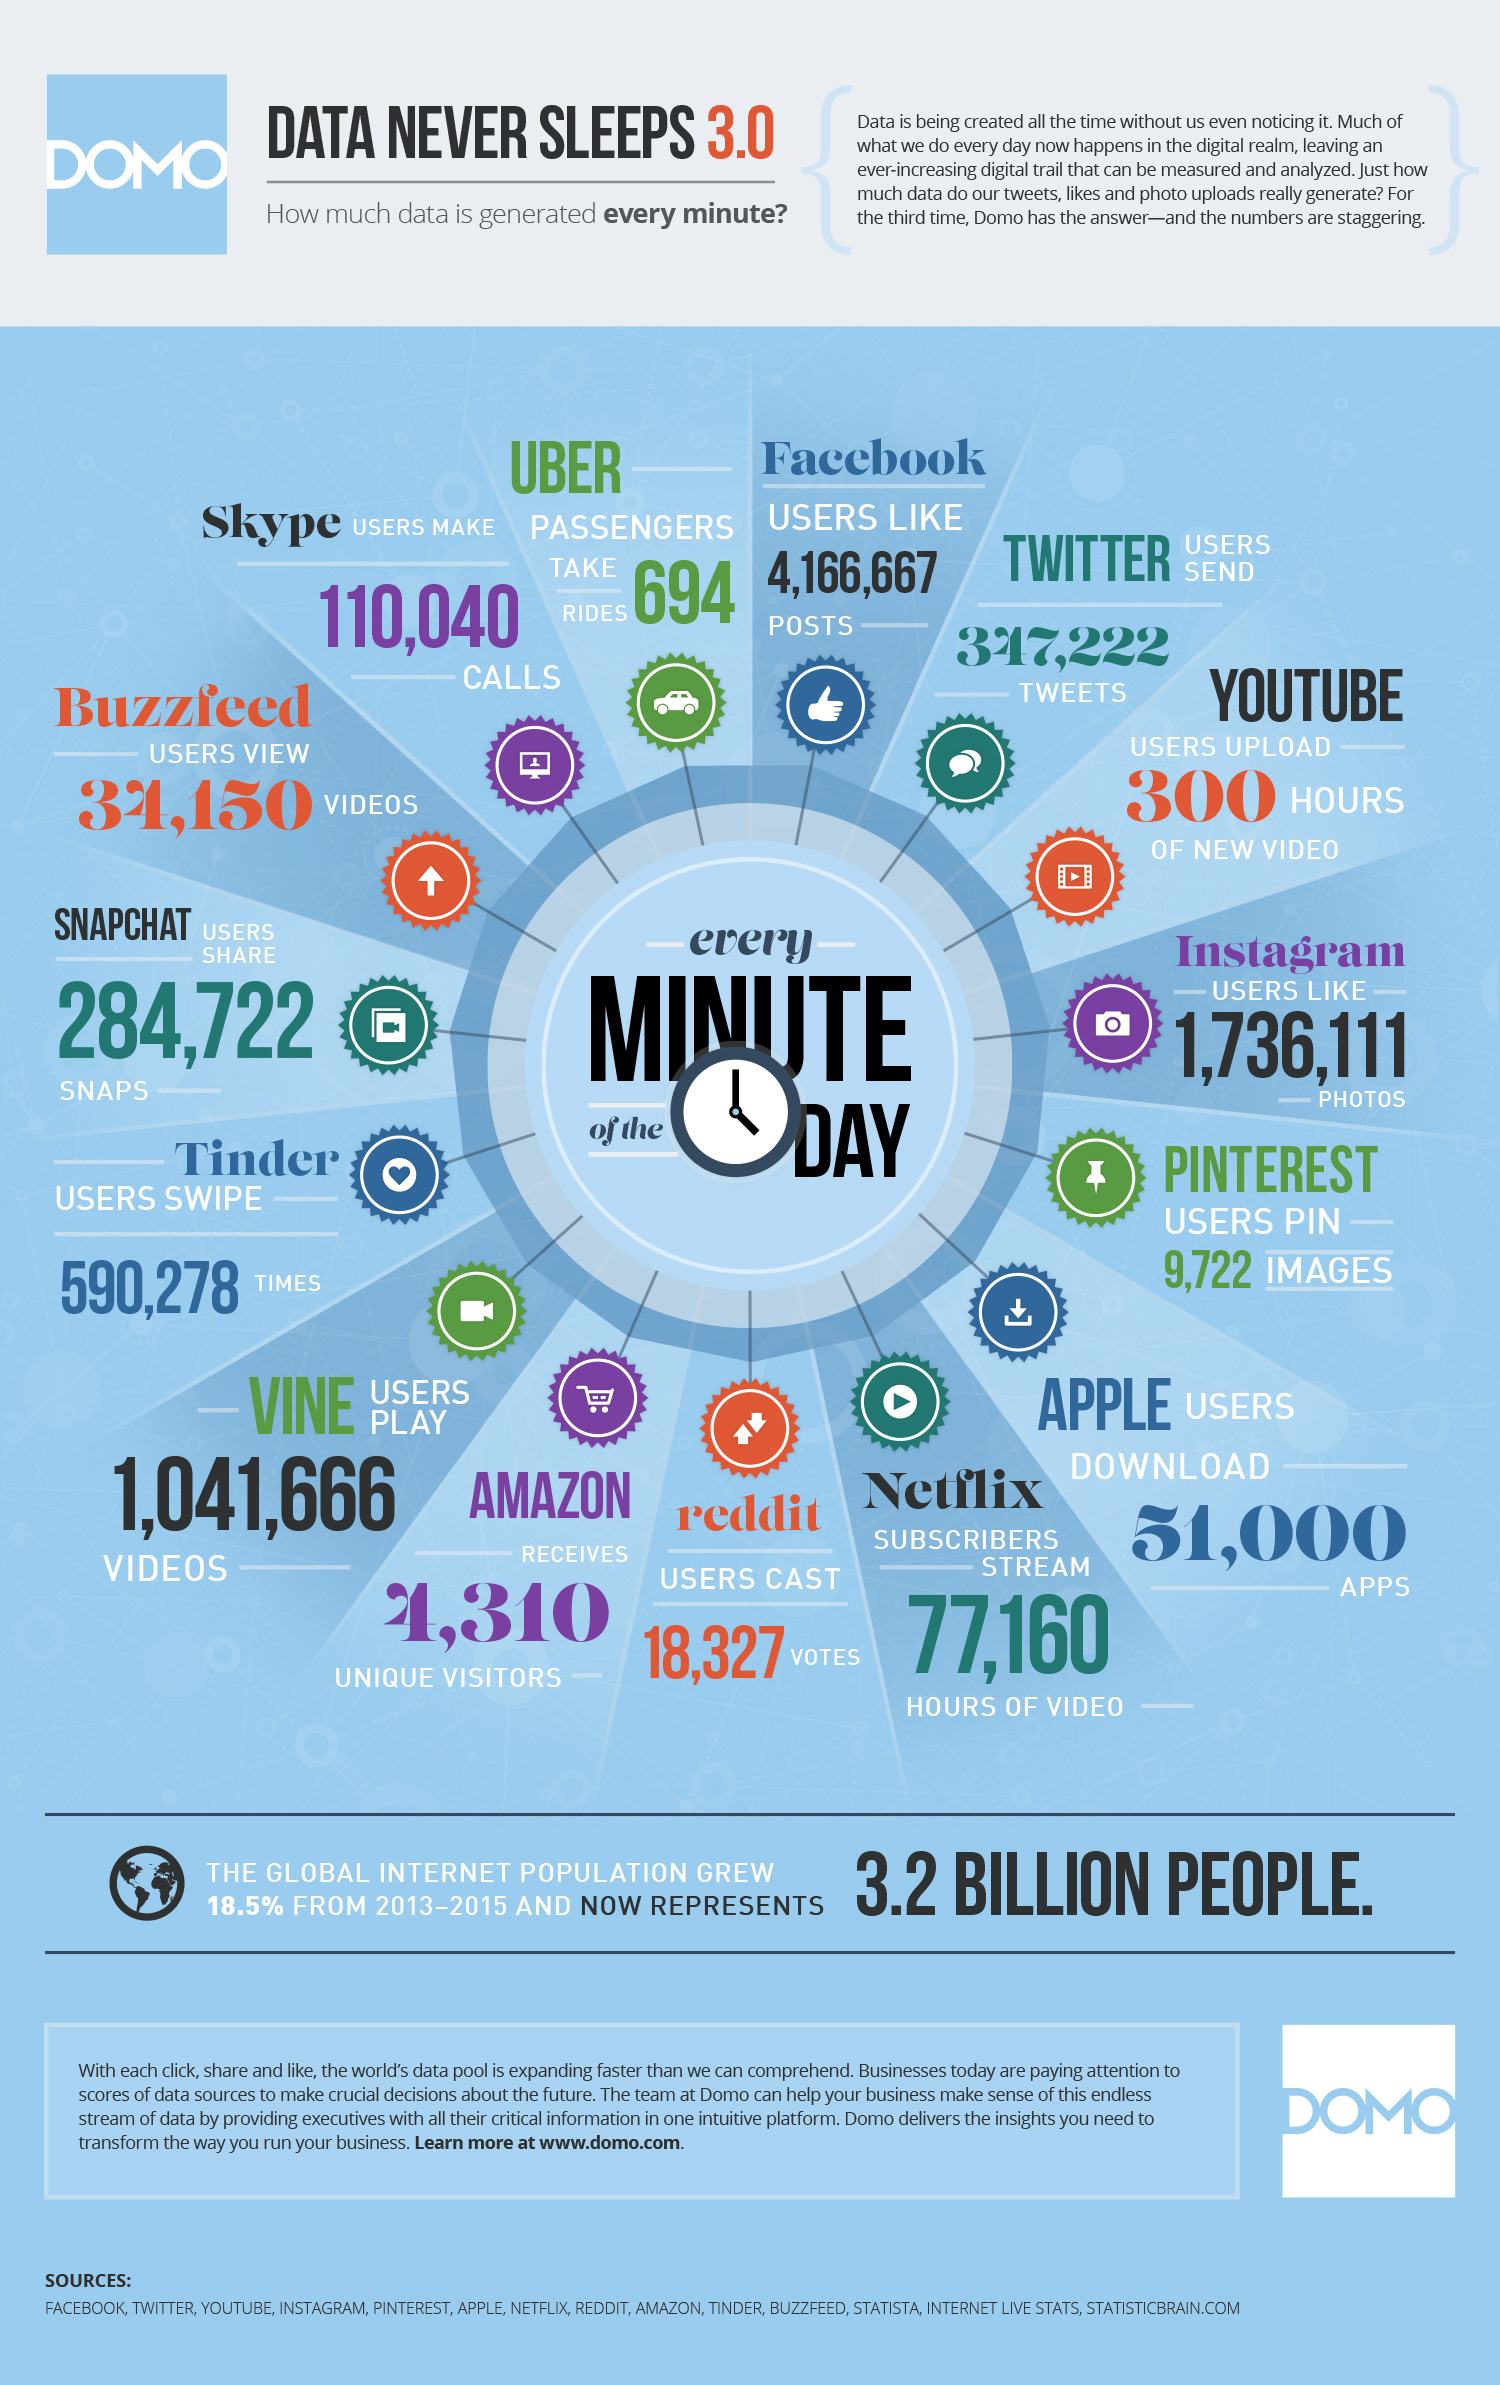 DOMO
DATA NEVER SLEEPS 3.0
How much data is generated every minute?
Data is being created all the time without us even noticing it. Much of
what we do every day now happens in the digital realm, leaving an
ever-increasing digital trail that can be measured and analyzed. Just how
much data do our tweets, likes and photo uploads really generate? For
the third time, Domo has the answer—and the numbers are staggering.
UBER
PASSENGERS
TAKE
RIDES 694
Facebook
USERS LIKE
4,166,667
POSTS
TWITTER USERS
SEND
347,222
TWEETS
YOUTUBE
USERS UPLOAD
300 HOURS
OF NEW VIDEO
Instagram
USERS LIKE
1,736,111
PHOTOS
PINTEREST
USERS PIN
9,722 IMAGES
APPLE USERS
DOWNLOAD
51,000
APPS
Netflix
SUBSCRIBERS
STREAM
77,160
HOURS OF VIDEO
reddit
USERS CAST
18,327 VOTES
AMAZON
RECEIVES
4,310
UNIQUE VISITORS
VINE USERS
PLAY
1,041,666
VIDEOS
Tinder
USERS SWIPE
590,278 TIMES
SNAPCHAT USERS
SHARE
284,722
SNAPS
Buzzfeed
USERS VIEW
34,150 VIDEOS
Skype USERS MAKE
110,040
CALLS
every
MINUTE
of the
DAY
THE GLOBAL INTERNET POPULATION GREW
18.5% FROM 2013–2015 AND NOW REPRESENTS
3.2 BILLION PEOPLE.
With each click, share and like, the world's data pool is expanding faster than we can comprehend. Businesses today are paying attention to
scores of data sources to make crucial decisions about the future. The team at Domo can help your business make sense of this endless
stream of data by providing executives with all their critical information in one intuitive platform. Domo delivers the insights you need to
transform the way you run your business. Learn more at www.domo.com.
DOMO
SOURCES:
FACEBOOK, TWITTER, YOUTUBE, INSTAGRAM, PINTEREST, APPLE, NETFLIX, REDDIT, AMAZON, TINDER, BUZZFEED, STATISTA, INTERNET LIVE STATS, STATISTICBRAIN.COM